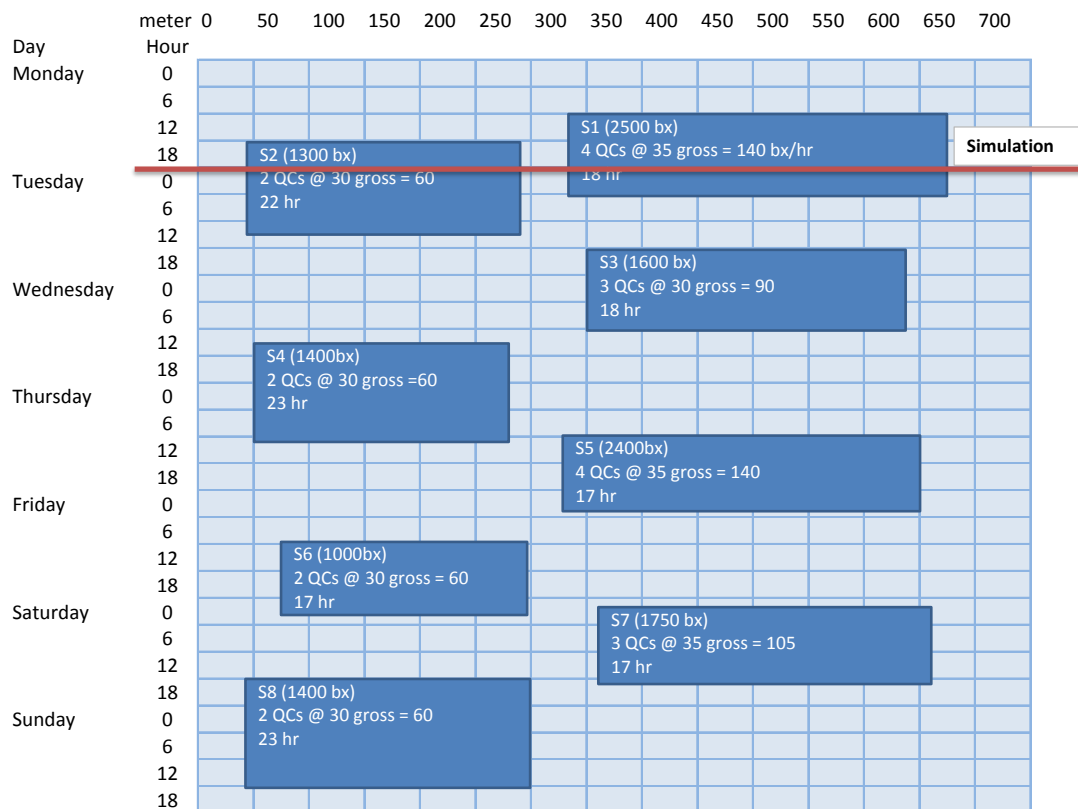 meter 0 50 100 150 200 250 300 350 400 450 500 550 600 650 700
Day Hour
Monday 0
6
12
18
Tuesday 0
6
12
18
Wednesday 0
6
12
18
Thursday 0
6
12
18
Friday 0
6
12
18
Saturday 0
6
12
18
Sunday 0
6
12
18
S1 (2500 bx)
4 QCs @ 35 gross = 140 bx/hr
18 hr
Simulation
S2 (1300 bx)
2 QCs @ 30 gross = 60
22 hr
S3 (1600 bx)
3 QCs @ 30 gross = 90
18 hr
S4 (1400bx)
2 QCs @ 30 gross =60
23 hr
S5 (2400bx)
4 QCs @ 35 gross = 140
17 hr
S6 (1000bx)
2 QCs @ 30 gross = 60
17 hr
S7 (1750 bx)
3 QCs @ 35 gross = 105
17 hr
S8 (1400 bx)
2 QCs @ 30 gross = 60
23 hr